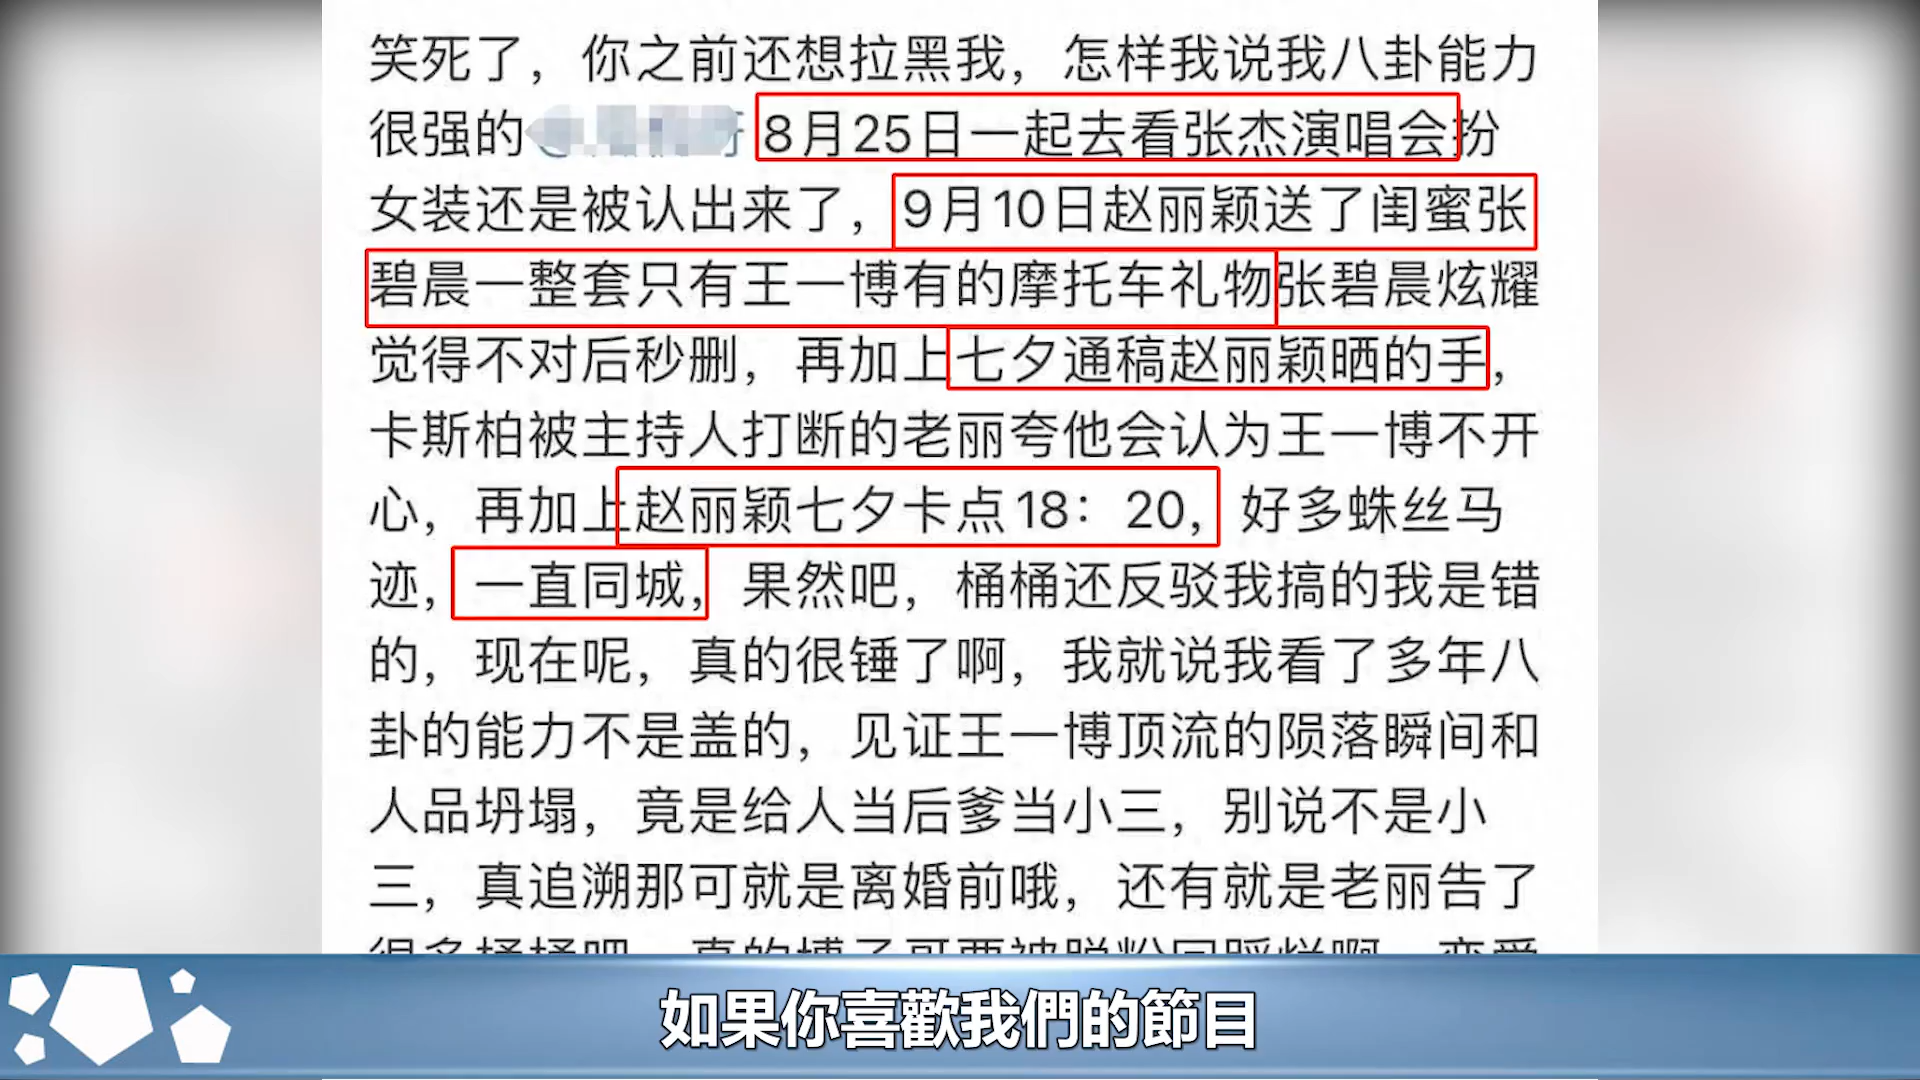 笑死了，你之前还想拉黑我，怎样我说我八卦能力
很强的 8月25日一起去看张杰演唱会扮
女装还是被认出来了，9月10日赵丽颖送了闺蜜张
碧晨一整套只有王一博有的摩托车礼物张碧晨炫耀
觉得不对后秒删，再加上七夕通稿赵丽颖晒的手，
卡斯柏被主持人打断的老丽夸他会认为王一博不开
心，再加上赵丽颖七夕卡点18：20，好多蛛丝马
迹，一直同城，果然吧，桶桶还反驳我搞的我是错
的，现在呢，真的很锤了啊，我就说我看了多年八
卦的能力不是盖的，见证王一博顶流的陨落瞬间和
人品坍塌，竟是给人当后爹当小三，别说不是小
三，真追溯那可就是离婚前哦，还有就是老丽告了
如果你喜歡我們的節目